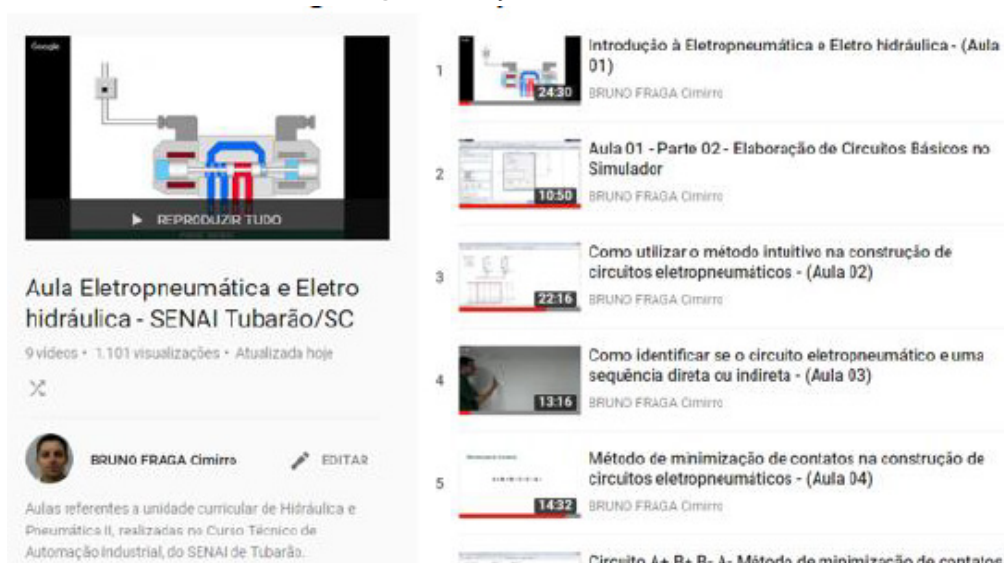 Google
REPRODUZIR TUDO
Aula Eletropneumática e Eletro
hidráulica - SENAI Tubarão/SC
9 vídeos • 1.101 visualizações • Atualizada hoje
BRUNO FRAGA Cimirro
EDITAR
Aulas referentes a unidade curricular de Hidráulica e
Pneumática II, realizadas no Curso Técnico de
Automação Industrial, do SENAI de Tubarão.
1
24:30
Introdução à Eletropneumática e Eletro hidráulica - (Aula
01)
BRUNO FRAGA Cimirro
2
10:50
Aula 01 - Parte 02 - Elaboração de Circuitos Básicos no
Simulador
BRUNO FRAGA Cimirro
3
22:16
Como utilizar o método intuitivo na construção de
circuitos eletropneumáticos - (Aula 02)
BRUNO FRAGA Cimirro
4
13:16
Como identificar se o circuito eletropneumático e uma
sequência direta ou indireta - (Aula 03)
BRUNO FRAGA Cimirro
5
14:32
Método de minimização de contatos na construção de
circuitos eletropneumáticos - (Aula 04)
BRUNO FRAGA Cimirro
Circuito A+ B+ B- A- Método de minimização de contatos